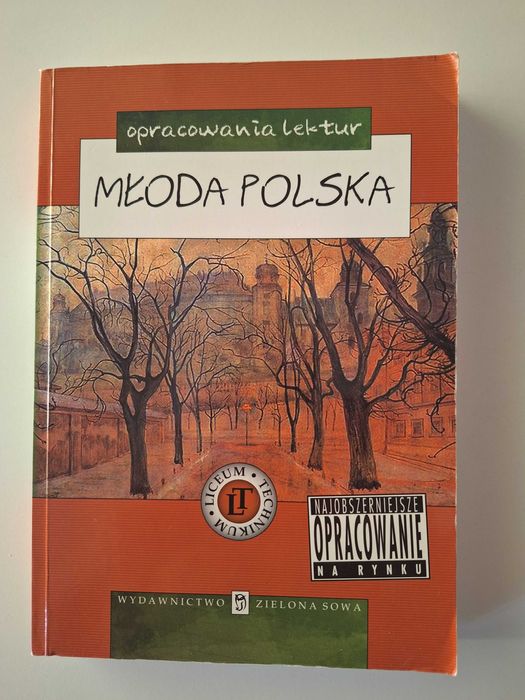 opracowania lektur
MŁODA POLSKA
LICEUM • TECHNIKUM •
LT
NAJOBSZERNIEJSZE
OPRACOWANIE
NA RYNKU
WYDAWNICTWO ZIELONA SOWA